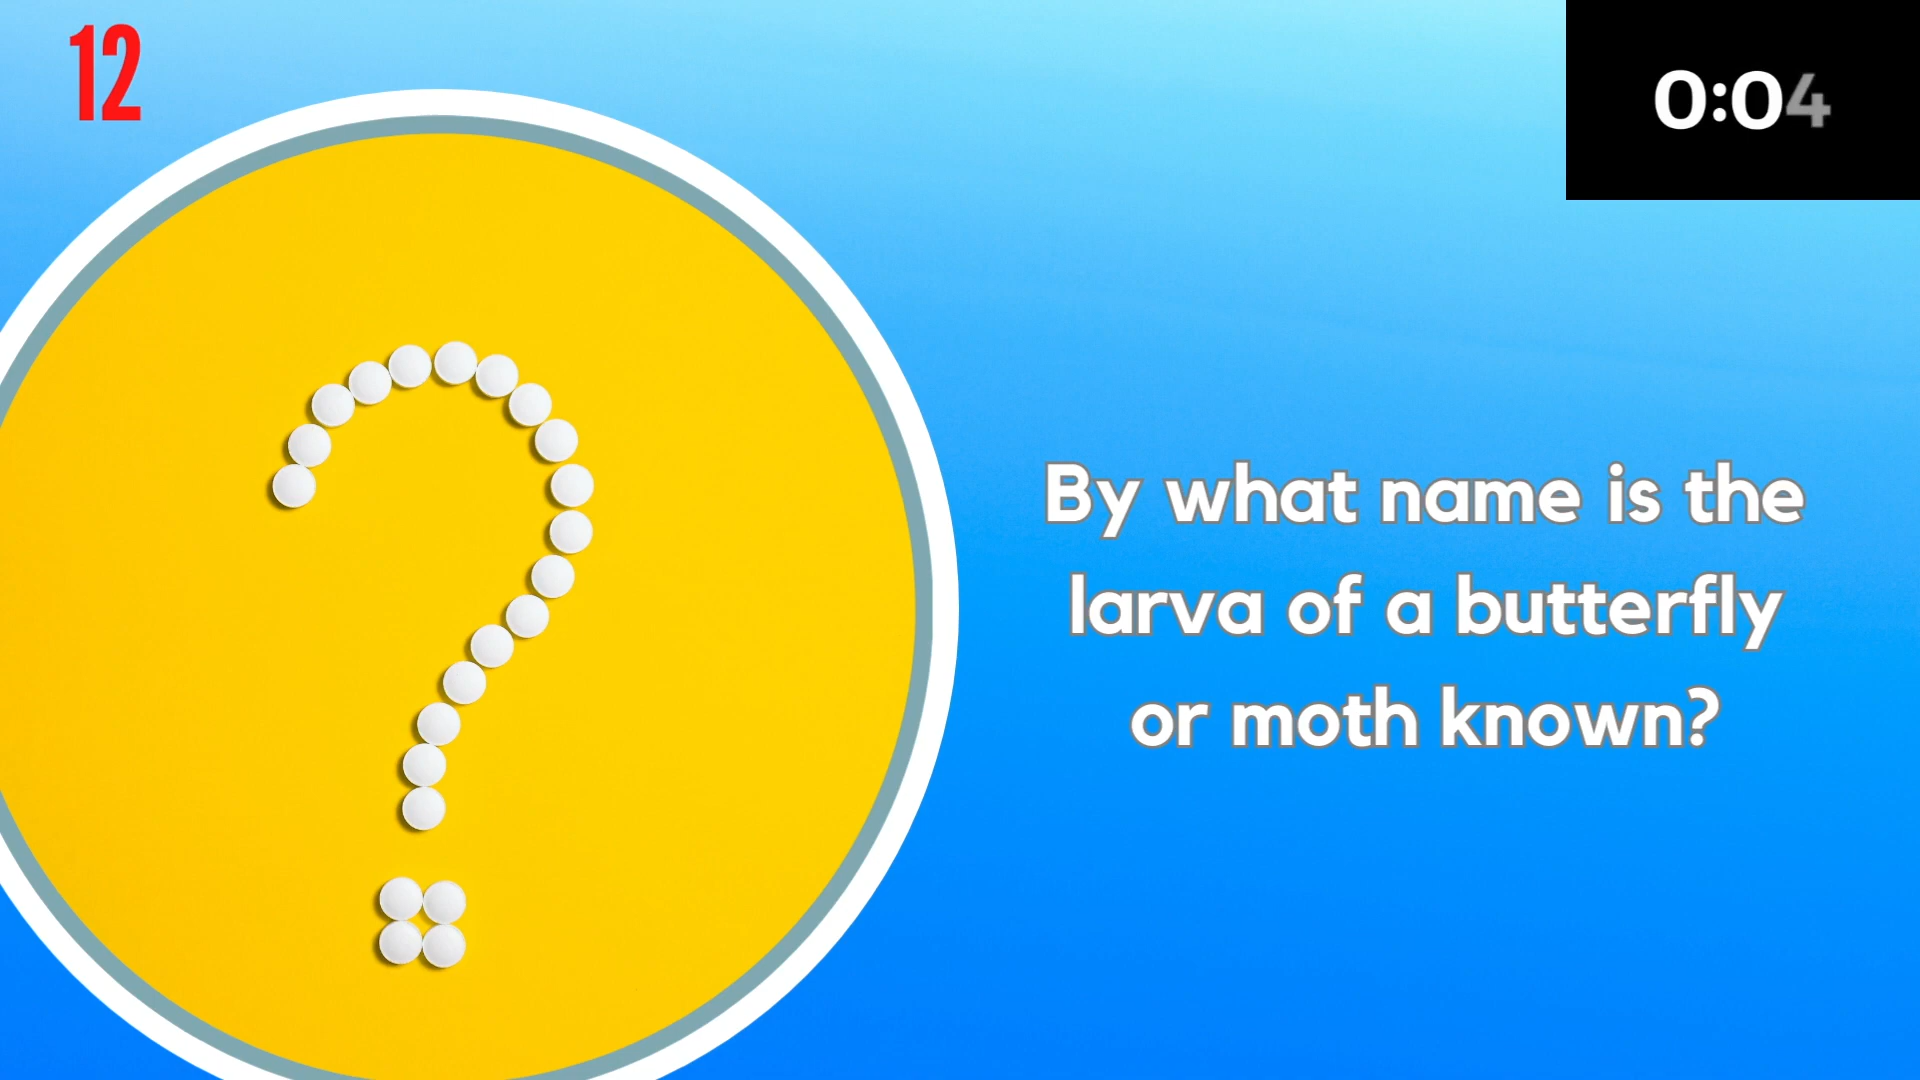 12
0:04
By what name is the
larva of a butterfly
or moth known?